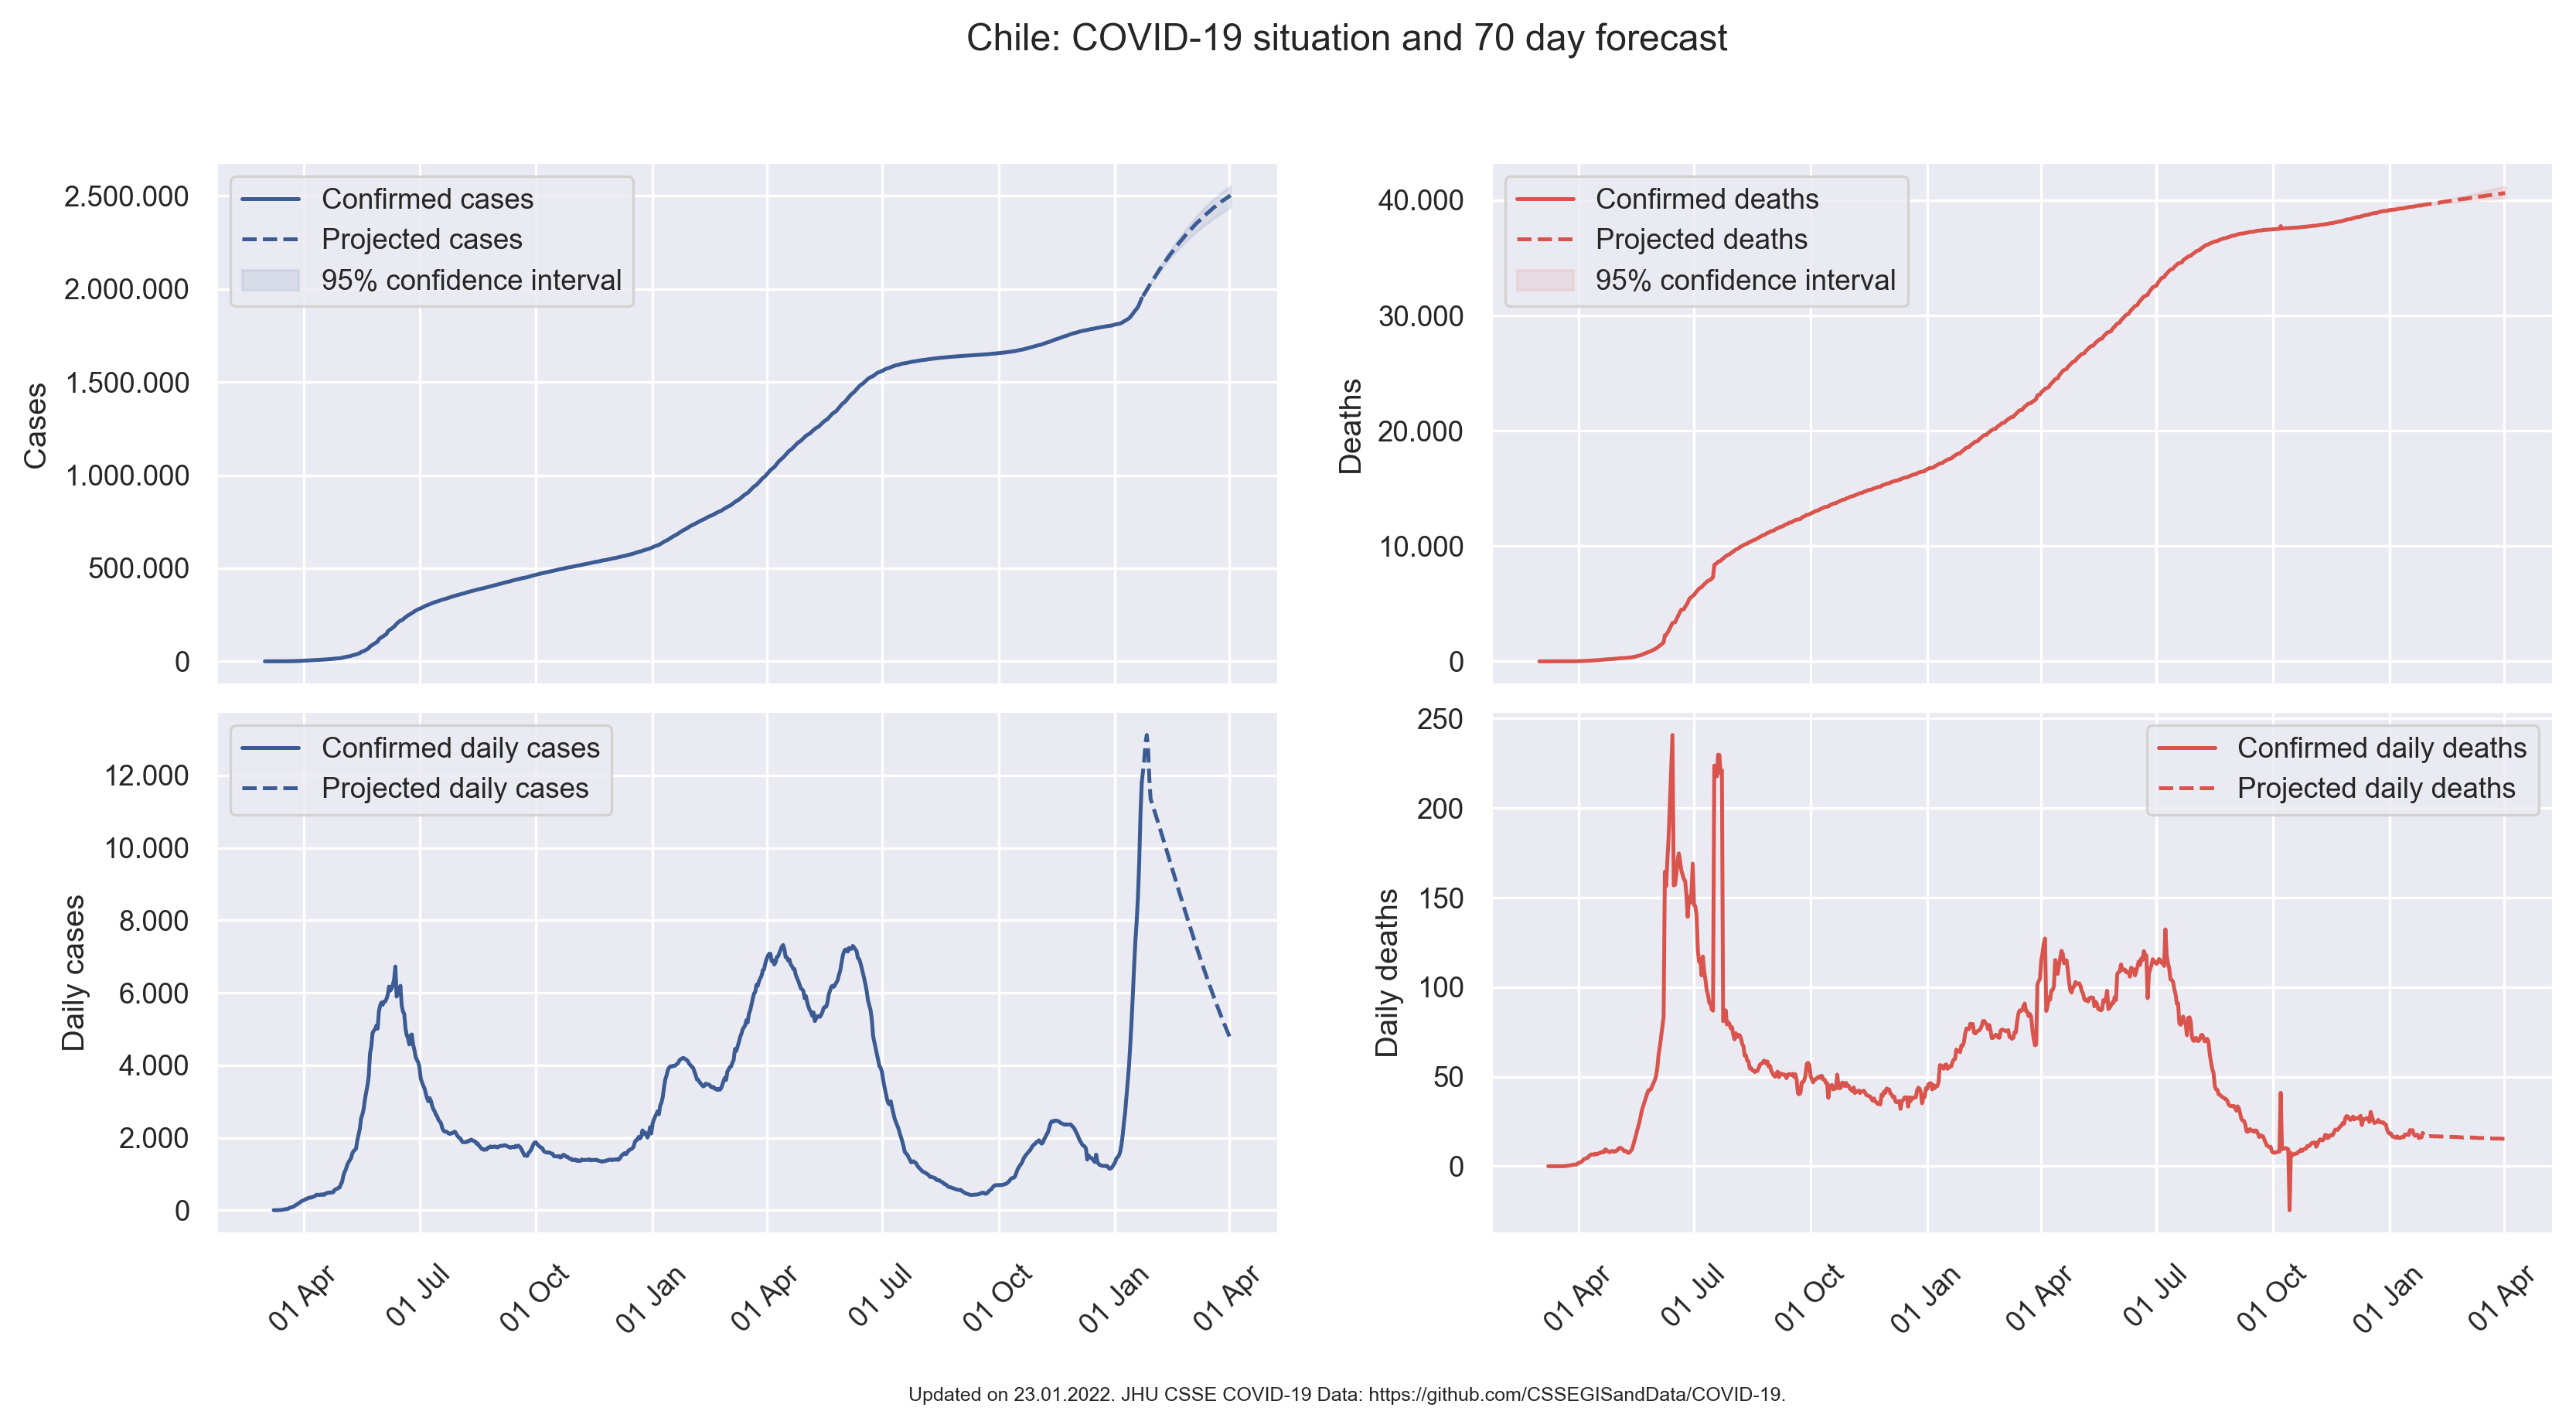 Chile: COVID-19 situation and 70 day forecast
Cases
2.500.000
2.000.000
1.500.000
1.000.000
500.000
0
Confirmed cases
Projected cases
95% confidence interval
Deaths
40.000
30.000
20.000
10.000
0
Confirmed deaths
Projected deaths
95% confidence interval
Daily cases
12.000
10.000
8.000
6.000
4.000
2.000
0
Confirmed daily cases
Projected daily cases
01 Apr
01 Jul
01 Oct
01 Jan
01 Apr
01 Jul
01 Oct
01 Jan
01 Apr
Daily deaths
250
200
150
100
50
0
Confirmed daily deaths
Projected daily deaths
01 Apr
01 Jul
01 Oct
01 Jan
01 Apr
01 Jul
01 Oct
01 Jan
01 Apr
Updated on 23.01.2022. JHU CSSE COVID-19 Data: https://github.com/CSSEGISandData/COVID-19.